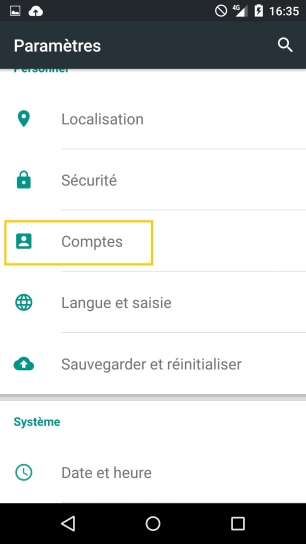 4G 16:35
Paramètres
Personnel
Localisation
Sécurité
Comptes
Langue et saisie
Sauvegarder et réinitialiser
Système
Date et heure